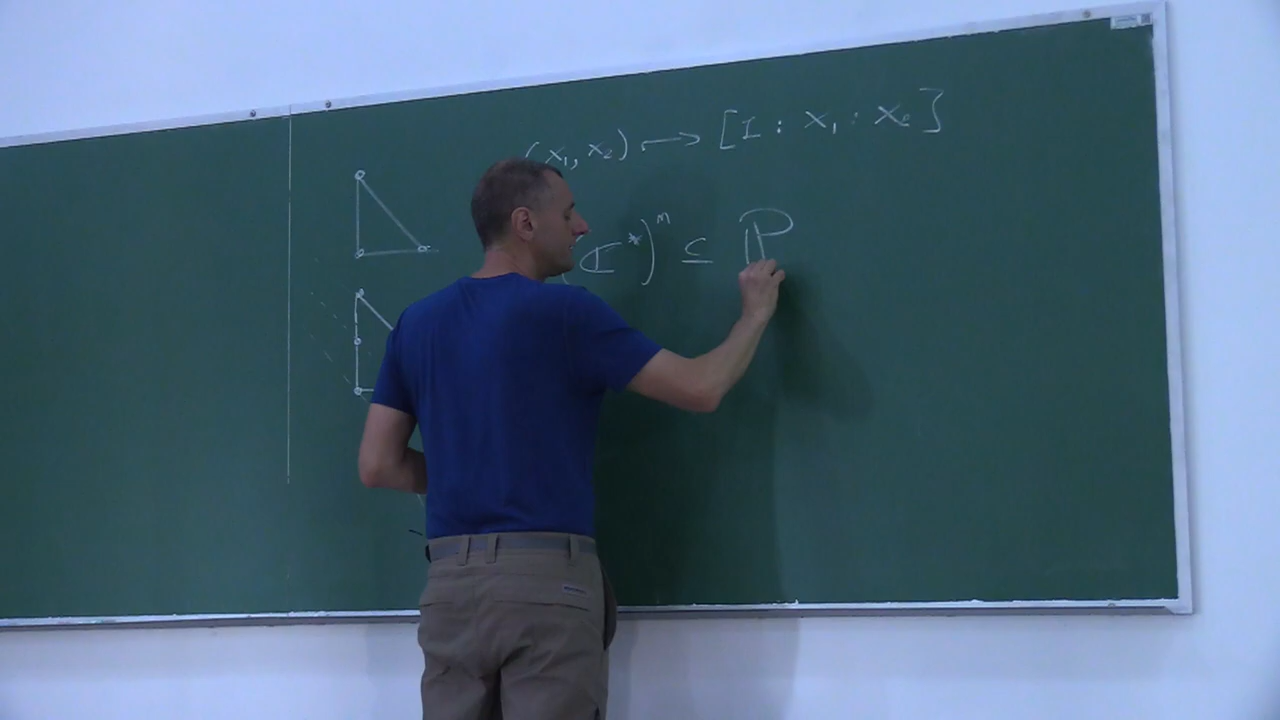 (x₁, x₂) ⟼ [1 : x₁ : x₂]
(ℂ*)ⁿ ⊆ ℙ